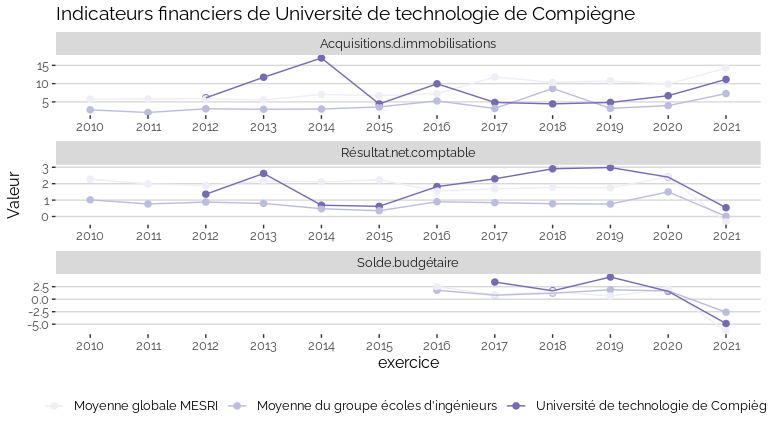 Indicateurs financiers de Université de technologie de Compiègne
Acquisitions.d.immobilisations
15
10
5
2010 2011 2012 2013 2014 2015 2016 2017 2018 2019 2020 2021
Résultat.net.comptable
3
2
1
0
2010 2011 2012 2013 2014 2015 2016 2017 2018 2019 2020 2021
Solde.budgétaire
2.5
0.0
-2.5
-5.0
2010 2011 2012 2013 2014 2015 2016 2017 2018 2019 2020 2021
Valeur
exercice
Moyenne globale MESRI Moyenne du groupe écoles d'ingénieurs Université de technologie de Compièg